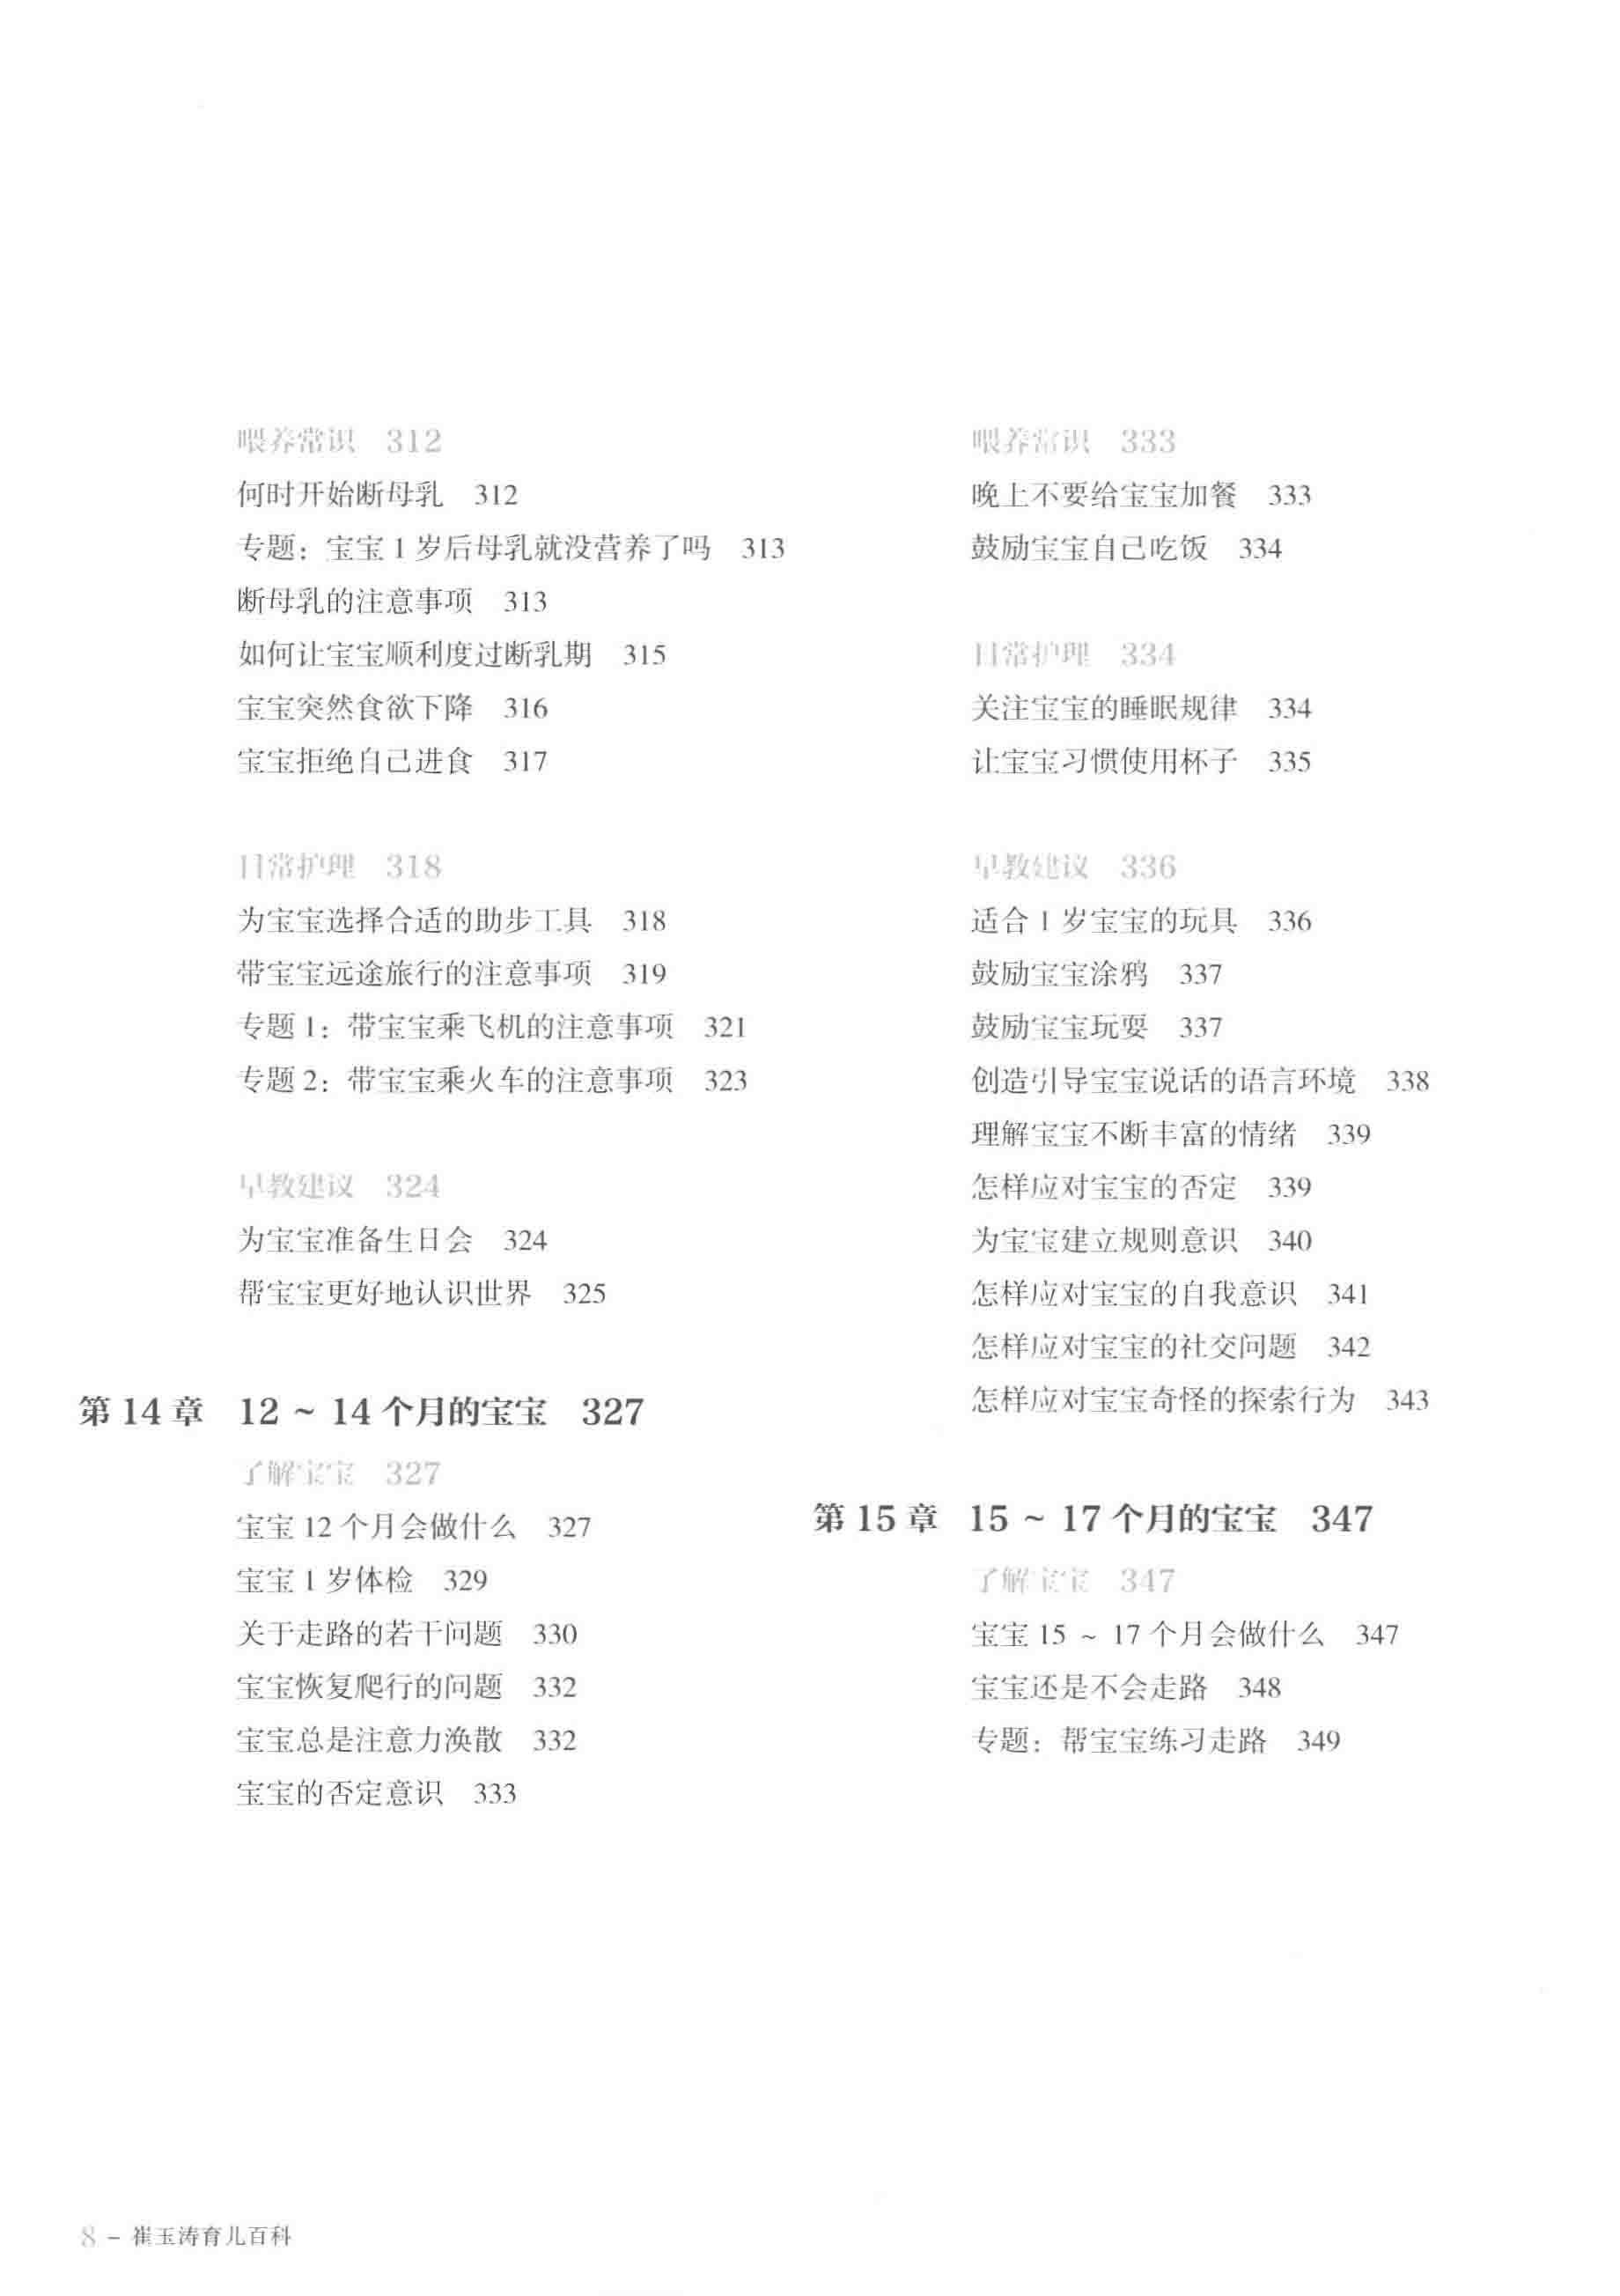 喂养常识 312
何时开始断母乳 312
专题：宝宝1岁后母乳就没营养了吗 313
断母乳的注意事项 313
如何让宝宝顺利度过断乳期 315
宝宝突然食欲下降 316
宝宝拒绝自己进食 317
日常护理 318
为宝宝选择合适的助步工具 318
带宝宝远途旅行的注意事项 319
专题1：带宝宝乘飞机的注意事项 321
专题2：带宝宝乘火车的注意事项 323
早教建议 324
为宝宝准备生日会 324
帮宝宝更好地认识世界 325
第14章 12～14个月的宝宝 327
了解宝宝 327
宝宝12个月会做什么 327
宝宝1岁体检 329
关于走路的若干问题 330
宝宝恢复爬行的问题 332
宝宝总是注意力涣散 332
宝宝的否定意识 333
喂养常识 333
晚上不要给宝宝加餐 333
鼓励宝宝自己吃饭 334
日常护理 334
关注宝宝的睡眠规律 334
让宝宝习惯使用杯子 335
早教建议 336
适合1岁宝宝的玩具 336
鼓励宝宝涂鸦 337
鼓励宝宝玩耍 337
创造引导宝宝说话的语言环境 338
理解宝宝不断丰富的情绪 339
怎样应对宝宝的否定 339
为宝宝建立规则意识 340
怎样应对宝宝的自我意识 341
怎样应对宝宝的社交问题 342
怎样应对宝宝奇怪的探索行为 343
第15章 15～17个月的宝宝 347
了解宝宝 347
宝宝15～17个月会做什么 347
宝宝还是不会走路 348
专题：帮宝宝练习走路 349
8 – 崔玉涛育儿百科